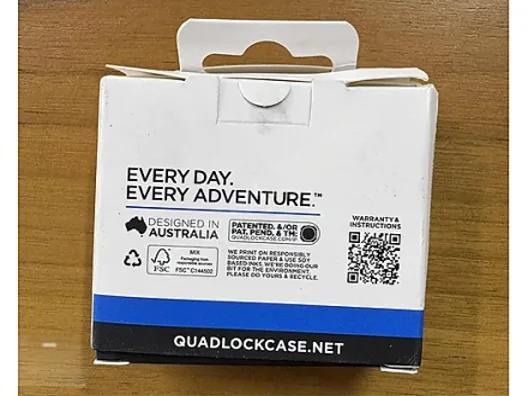 EVERY DAY.
EVERY ADVENTURE.™
DESIGNED IN
AUSTRALIA
PATENTED. &/OR
PAT. PEND. & TM:
QUADLOCKCASE.COM/IP
WARRANTY &
INSTRUCTIONS
FSC
MIX
Packaging from
responsible sources
FSC® C144502
WE PRINT ON RESPONSIBLY
SOURCED PAPER & USE SOY
BASED INKS. WE'RE DOING OUR
BIT FOR THE ENVIRONMENT.
PLEASE DO YOURS & RECYCLE.
QUADLOCKCASE.NET